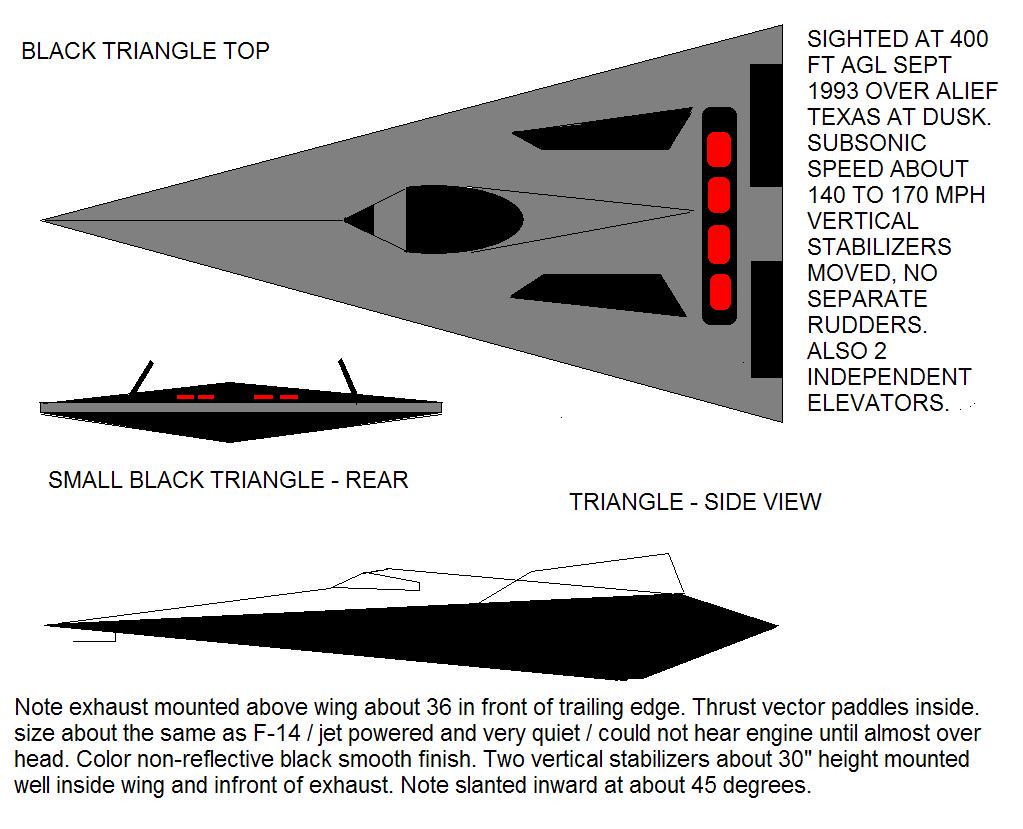 BLACK TRIANGLE TOP
SIGHTED AT 400
FT AGL SEPT
1993 OVER ALIEF
TEXAS AT DUSK.
SUBSONIC
SPEED ABOUT
140 TO 170 MPH
VERTICAL
STABILIZERS
MOVED, NO
SEPARATE
RUDDERS.
ALSO 2
INDEPENDENT
ELEVATORS.
SMALL BLACK TRIANGLE - REAR
TRIANGLE - SIDE VIEW
Note exhaust mounted above wing about 36 in front of trailing edge. Thrust vector paddles inside.
size about the same as F-14 / jet powered and very quiet / could not hear engine until almost over
head. Color non-reflective black smooth finish. Two vertical stabilizers about 30" height mounted
well inside wing and infront of exhaust. Note slanted inward at about 45 degrees.